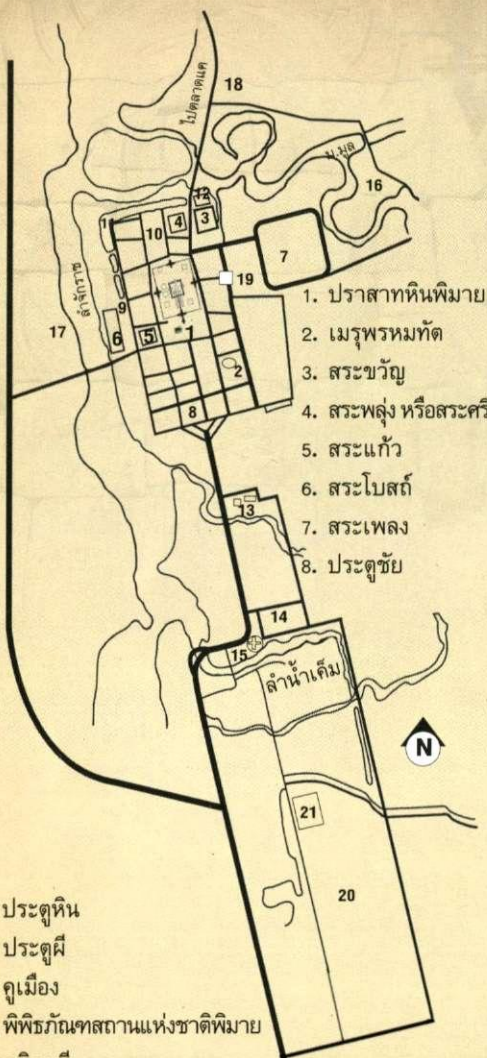 18
ไปตลาดแค
น.มูล
16
12
4
3
11
10
7
ลำจักราช
19
17
9
6
5
1
2
8
1. ปราสาทหินพิมาย
2. เมรุพรหมทัต
3. สระขวัญ
4. สระพลุ่ง หรือสระศรี
5. สระแก้ว
6. สระโบสถ์
7. สระเพลง
8. ประตูชัย
13
14
15
ลำน้ำเค็ม
N
21
20
ประตูหิน
ประตูผี
คูเมือง
พิพิธภัณฑสถานแห่งชาติพิมาย